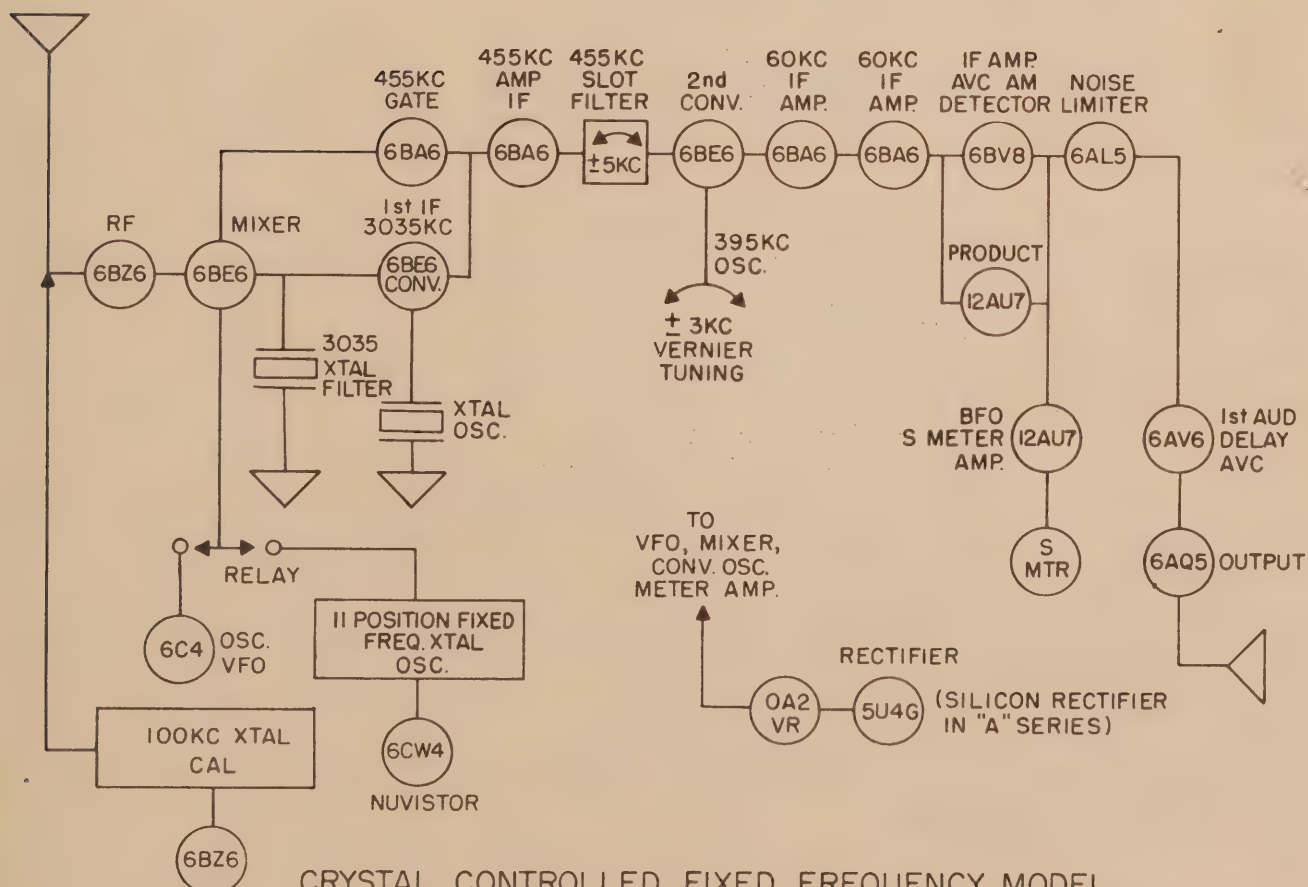 455KC
GATE
6BA6
455KC
AMP
IF
6BA6
455KC
SLOT
FILTER
±5KC
2nd
CONV.
6BE6
60KC
IF
AMP.
6BA6
60KC
IF
AMP.
6BA6
IF AMP.
AVC AM
DETECTOR
6BV8
NOISE
LIMITER
6AL5
RF
6BZ6
MIXER
6BE6
1st IF
3035KC
6BE6
CONV.
395KC
OSC.
± 3KC
VERNIER
TUNING
PRODUCT
12AU7
3035
XTAL
FILTER
XTAL
OSC.
BFO
S METER
AMP.
12AU7
1st AUD
DELAY
AVC
6AV6
S
MTR
6AQ5
OUTPUT
RELAY
6C4
OSC.
VFO
11 POSITION FIXED
FREQ. XTAL
OSC.
6CW4
NUVISTOR
TO
VFO, MIXER,
CONV. OSC.
METER AMP.
RECTIFIER
OA2
VR
5U4G
(SILICON RECTIFIER
IN "A" SERIES)
100KC XTAL
CAL
6BZ6
CRYSTAL CONTROLLED FIXED FREQUENCY MODEL